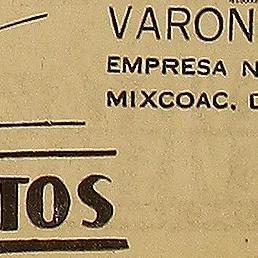 VARON
EMPRESA N
MIXCOAC, D
TOS